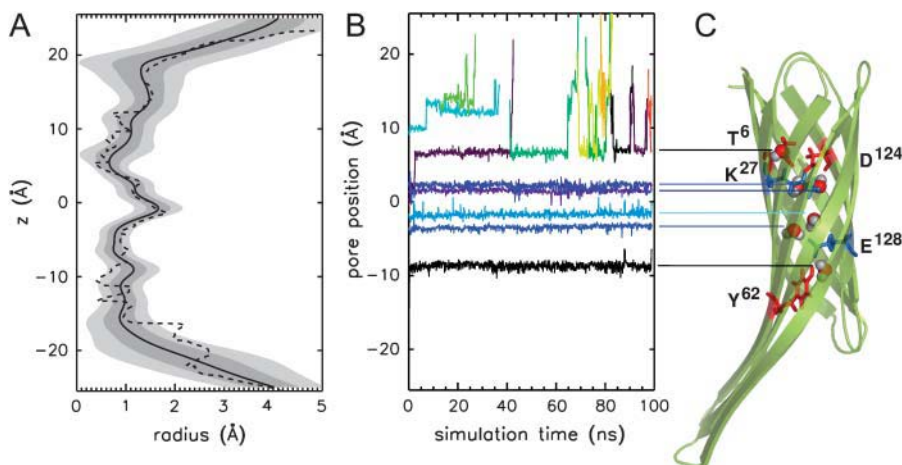 A
B
C
20
10
0
−10
−20
z (Å)
0 1 2 3 4 5
radius (Å)
20
10
0
−10
−20
pore position (Å)
0 20 40 60 80 100
simulation time (ns)
T6
D124
K27
E128
Y62